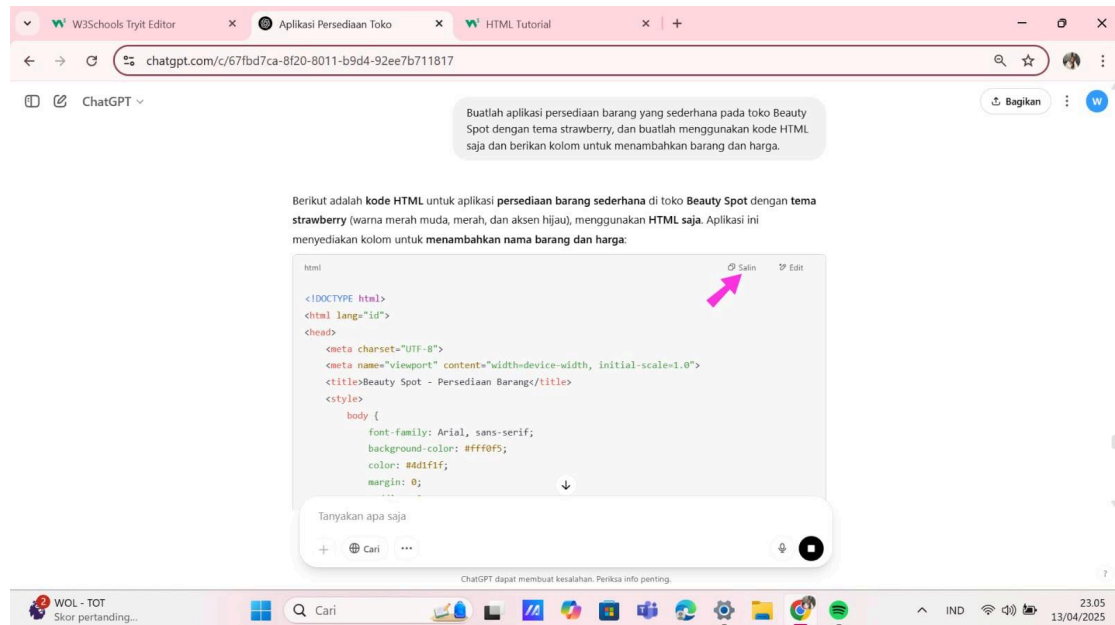 W3Schools Tryit Editor
Aplikasi Persediaan Toko
HTML Tutorial
chatgpt.com/c/67fbd7ca-8f20-8011-b9d4-92ee7b711817
ChatGPT
Bagikan
W
Buatlah aplikasi persediaan barang yang sederhana pada toko Beauty
Spot dengan tema strawberry, dan buatlah menggunakan kode HTML
saja dan berikan kolom untuk menambahkan barang dan harga.
Berikut adalah kode HTML untuk aplikasi persediaan barang sederhana di toko Beauty Spot dengan tema
strawberry (warna merah muda, merah, dan aksen hijau), menggunakan HTML saja. Aplikasi ini
menyediakan kolom untuk menambahkan nama barang dan harga:
html
Salin
Edit
<!DOCTYPE html>
<html lang="id">
<head>
<meta charset="UTF-8">
<meta name="viewport" content="width=device-width, initial-scale=1.0">
<title>Beauty Spot - Persediaan Barang</title>
<style>
body {
font-family: Arial, sans-serif;
background-color: #fff0f5;
color: #4d1f1f;
margin: 0;
Tanyakan apa saja
Cari
ChatGPT dapat membuat kesalahan. Periksa info penting.
?
2
WOL - TOT
Skor pertanding...
Cari
IND
23.05
13/04/2025